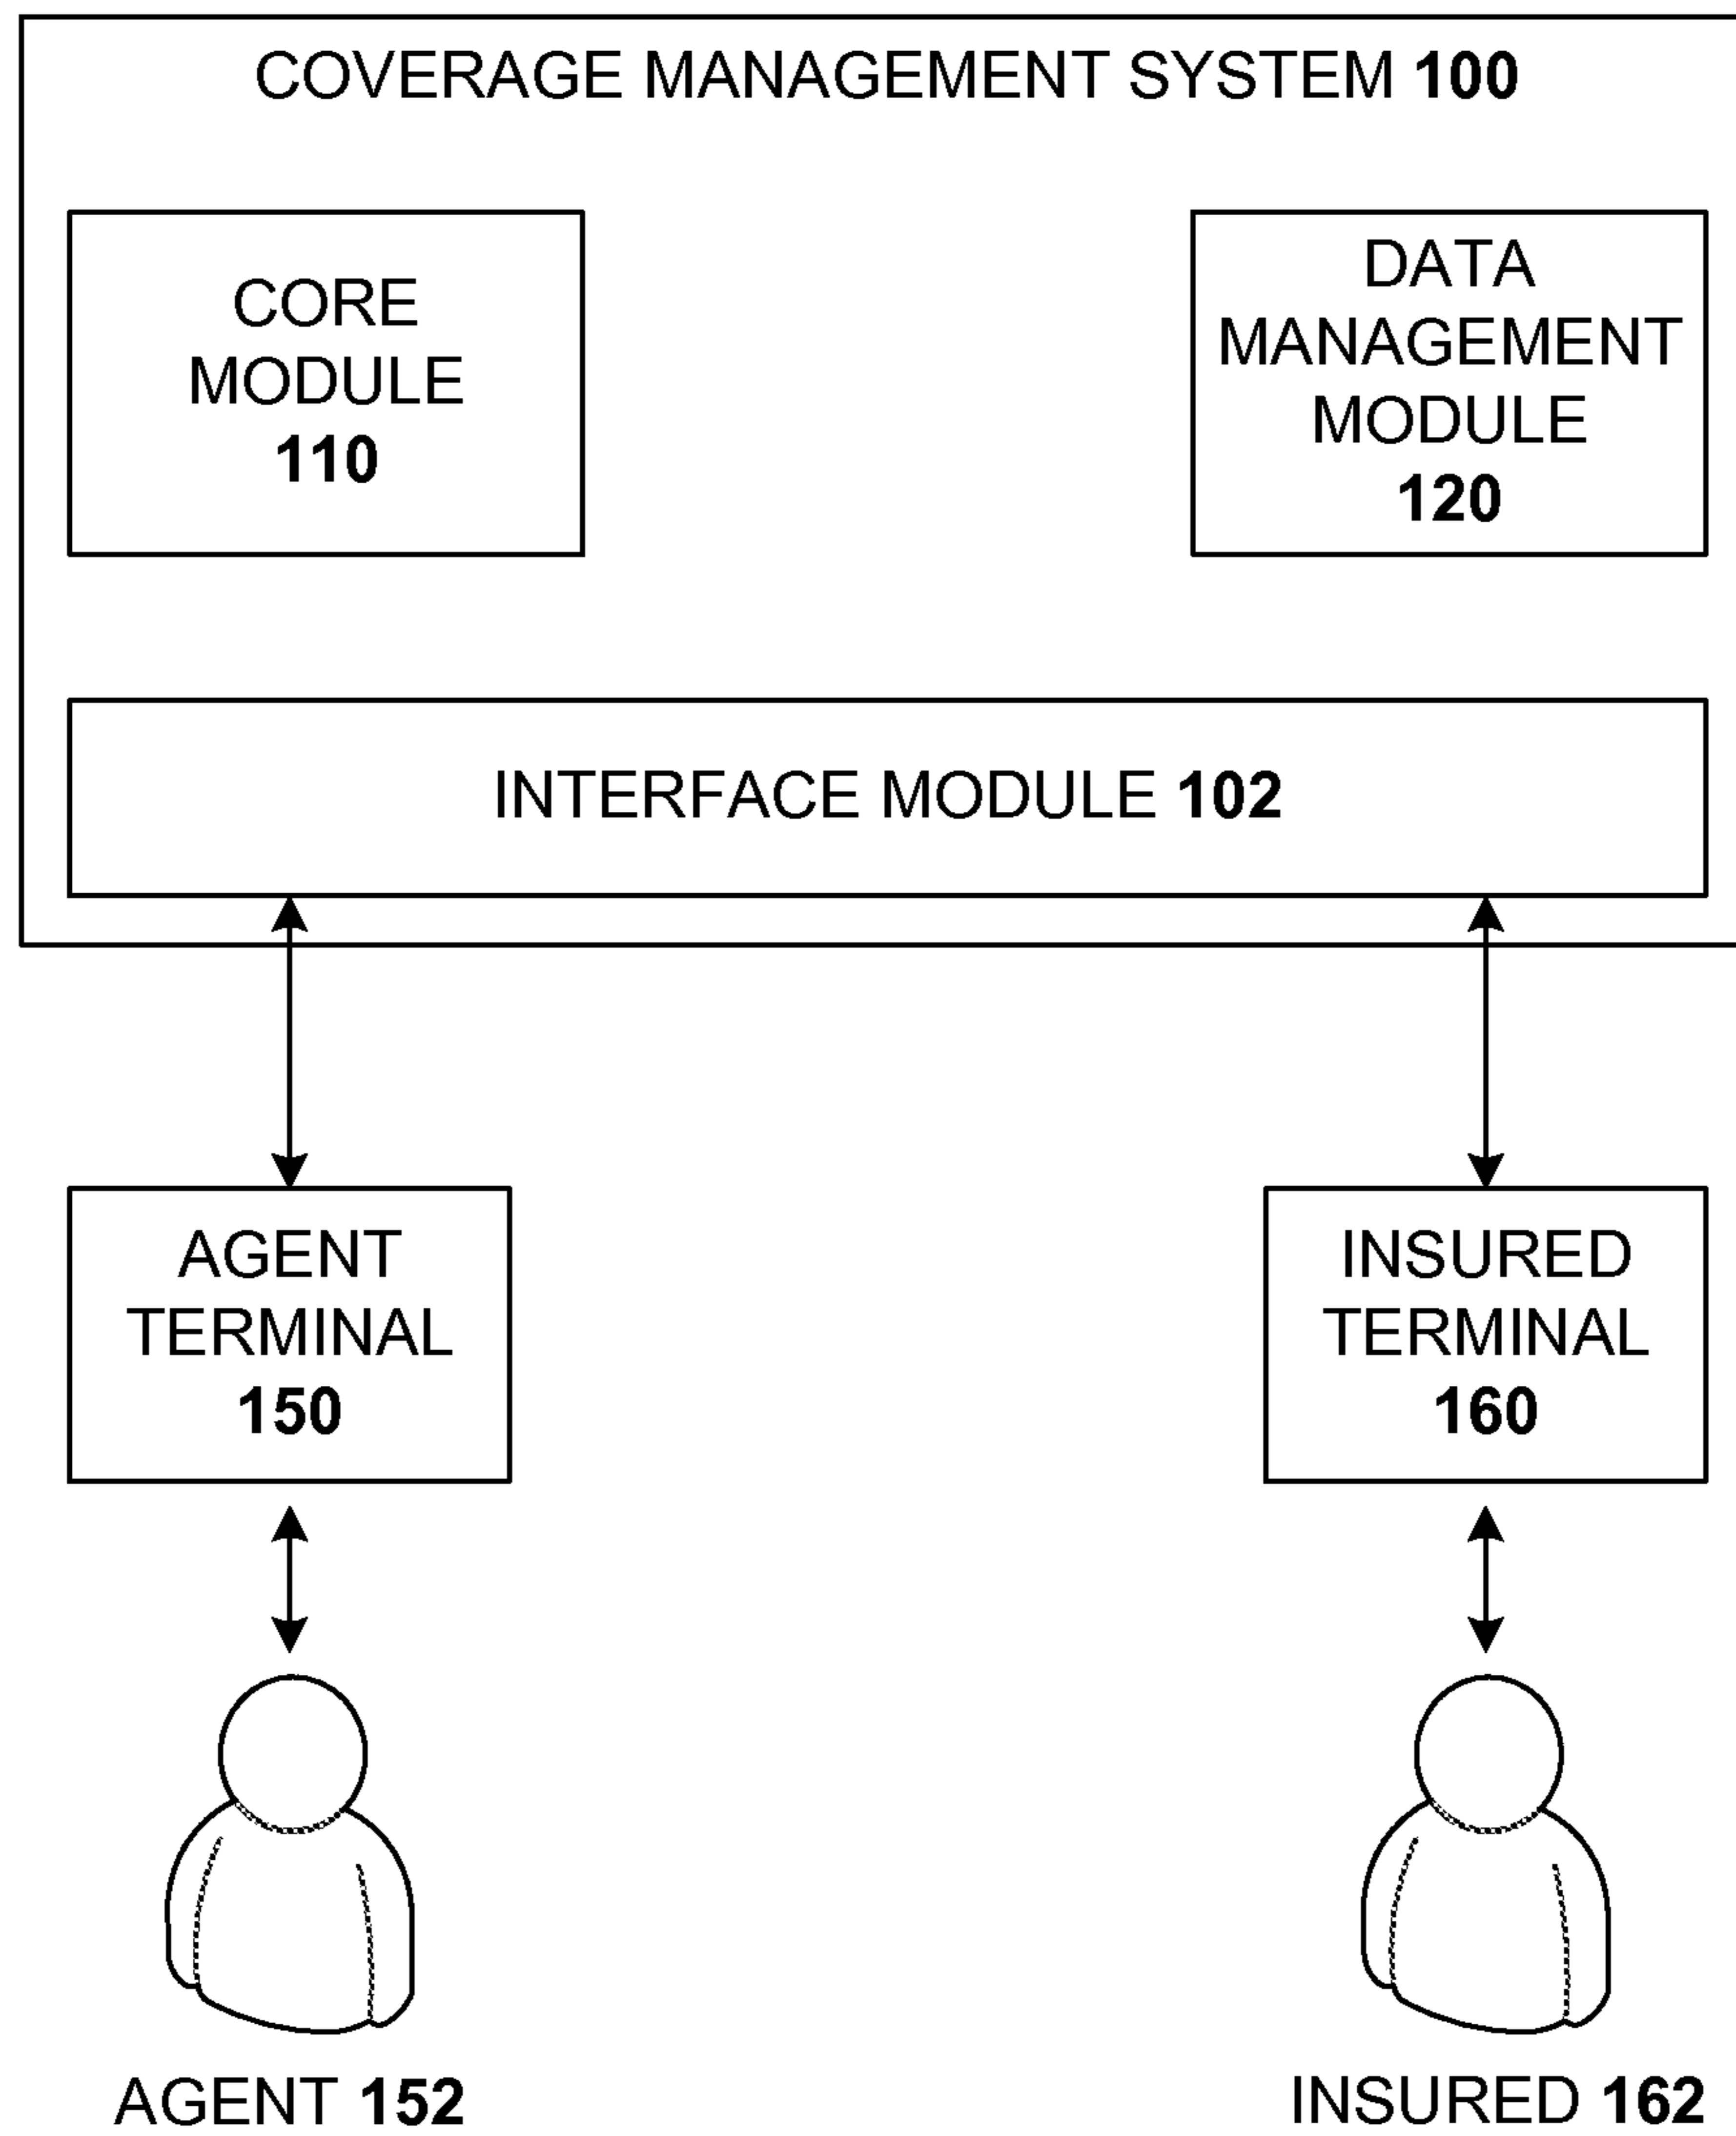 COVERAGE MANAGEMENT SYSTEM 100
CORE
MODULE
110
DATA
MANAGEMENT
MODULE
120
INTERFACE MODULE 102
AGENT
TERMINAL
150
INSURED
TERMINAL
160
AGENT 152
INSURED 162